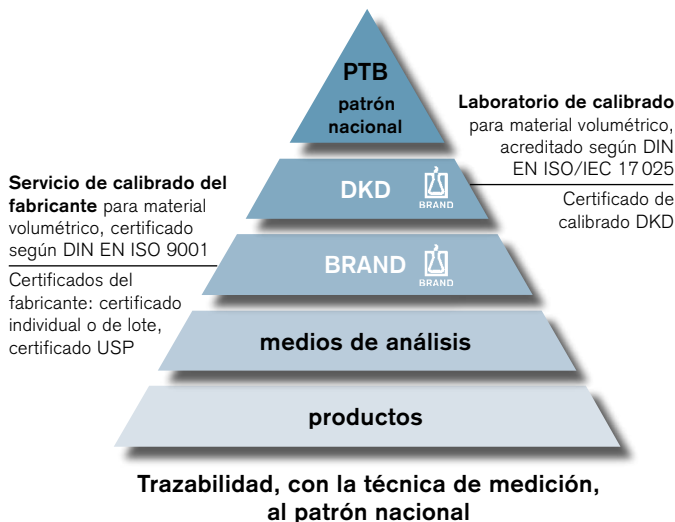 PTB
patrón
nacional
Laboratorio de calibrado
para material volumétrico,
acreditado según DIN
EN ISO/IEC 17 025
Certificado de
calibrado DKD
DKD
BRAND
Servicio de calibrado del
fabricante para material
volumétrico, certificado
según DIN EN ISO 9001
Certificados del
fabricante: certificado
individual o de lote,
certificado USP
BRAND
BRAND
medios de análisis
productos
Trazabilidad, con la técnica de medición,
al patrón nacional